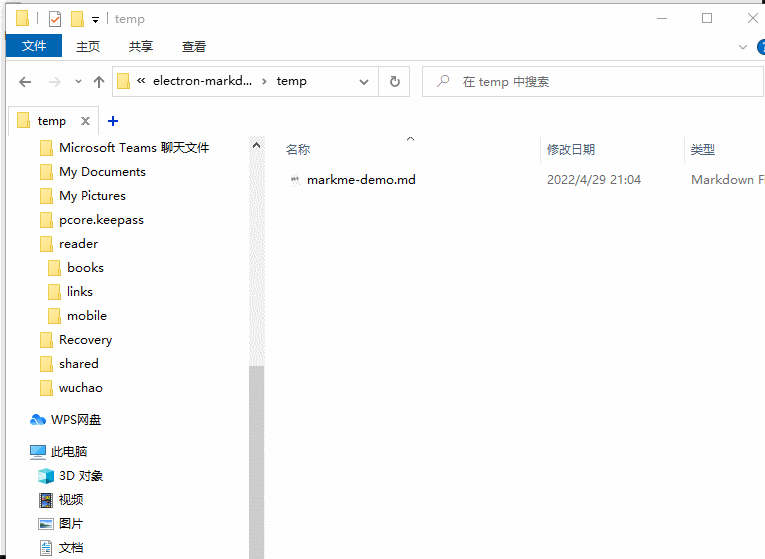 temp
文件 主页 共享 查看
« electron-markd... › temp
在 temp 中搜索
temp
Microsoft Teams 聊天文件
My Documents
My Pictures
pcore.keepass
reader
books
links
mobile
Recovery
shared
wuchao
WPS网盘
此电脑
3D 对象
视频
图片
文档
名称 修改日期 类型
markme-demo.md 2022/4/29 21:04 Markdown F